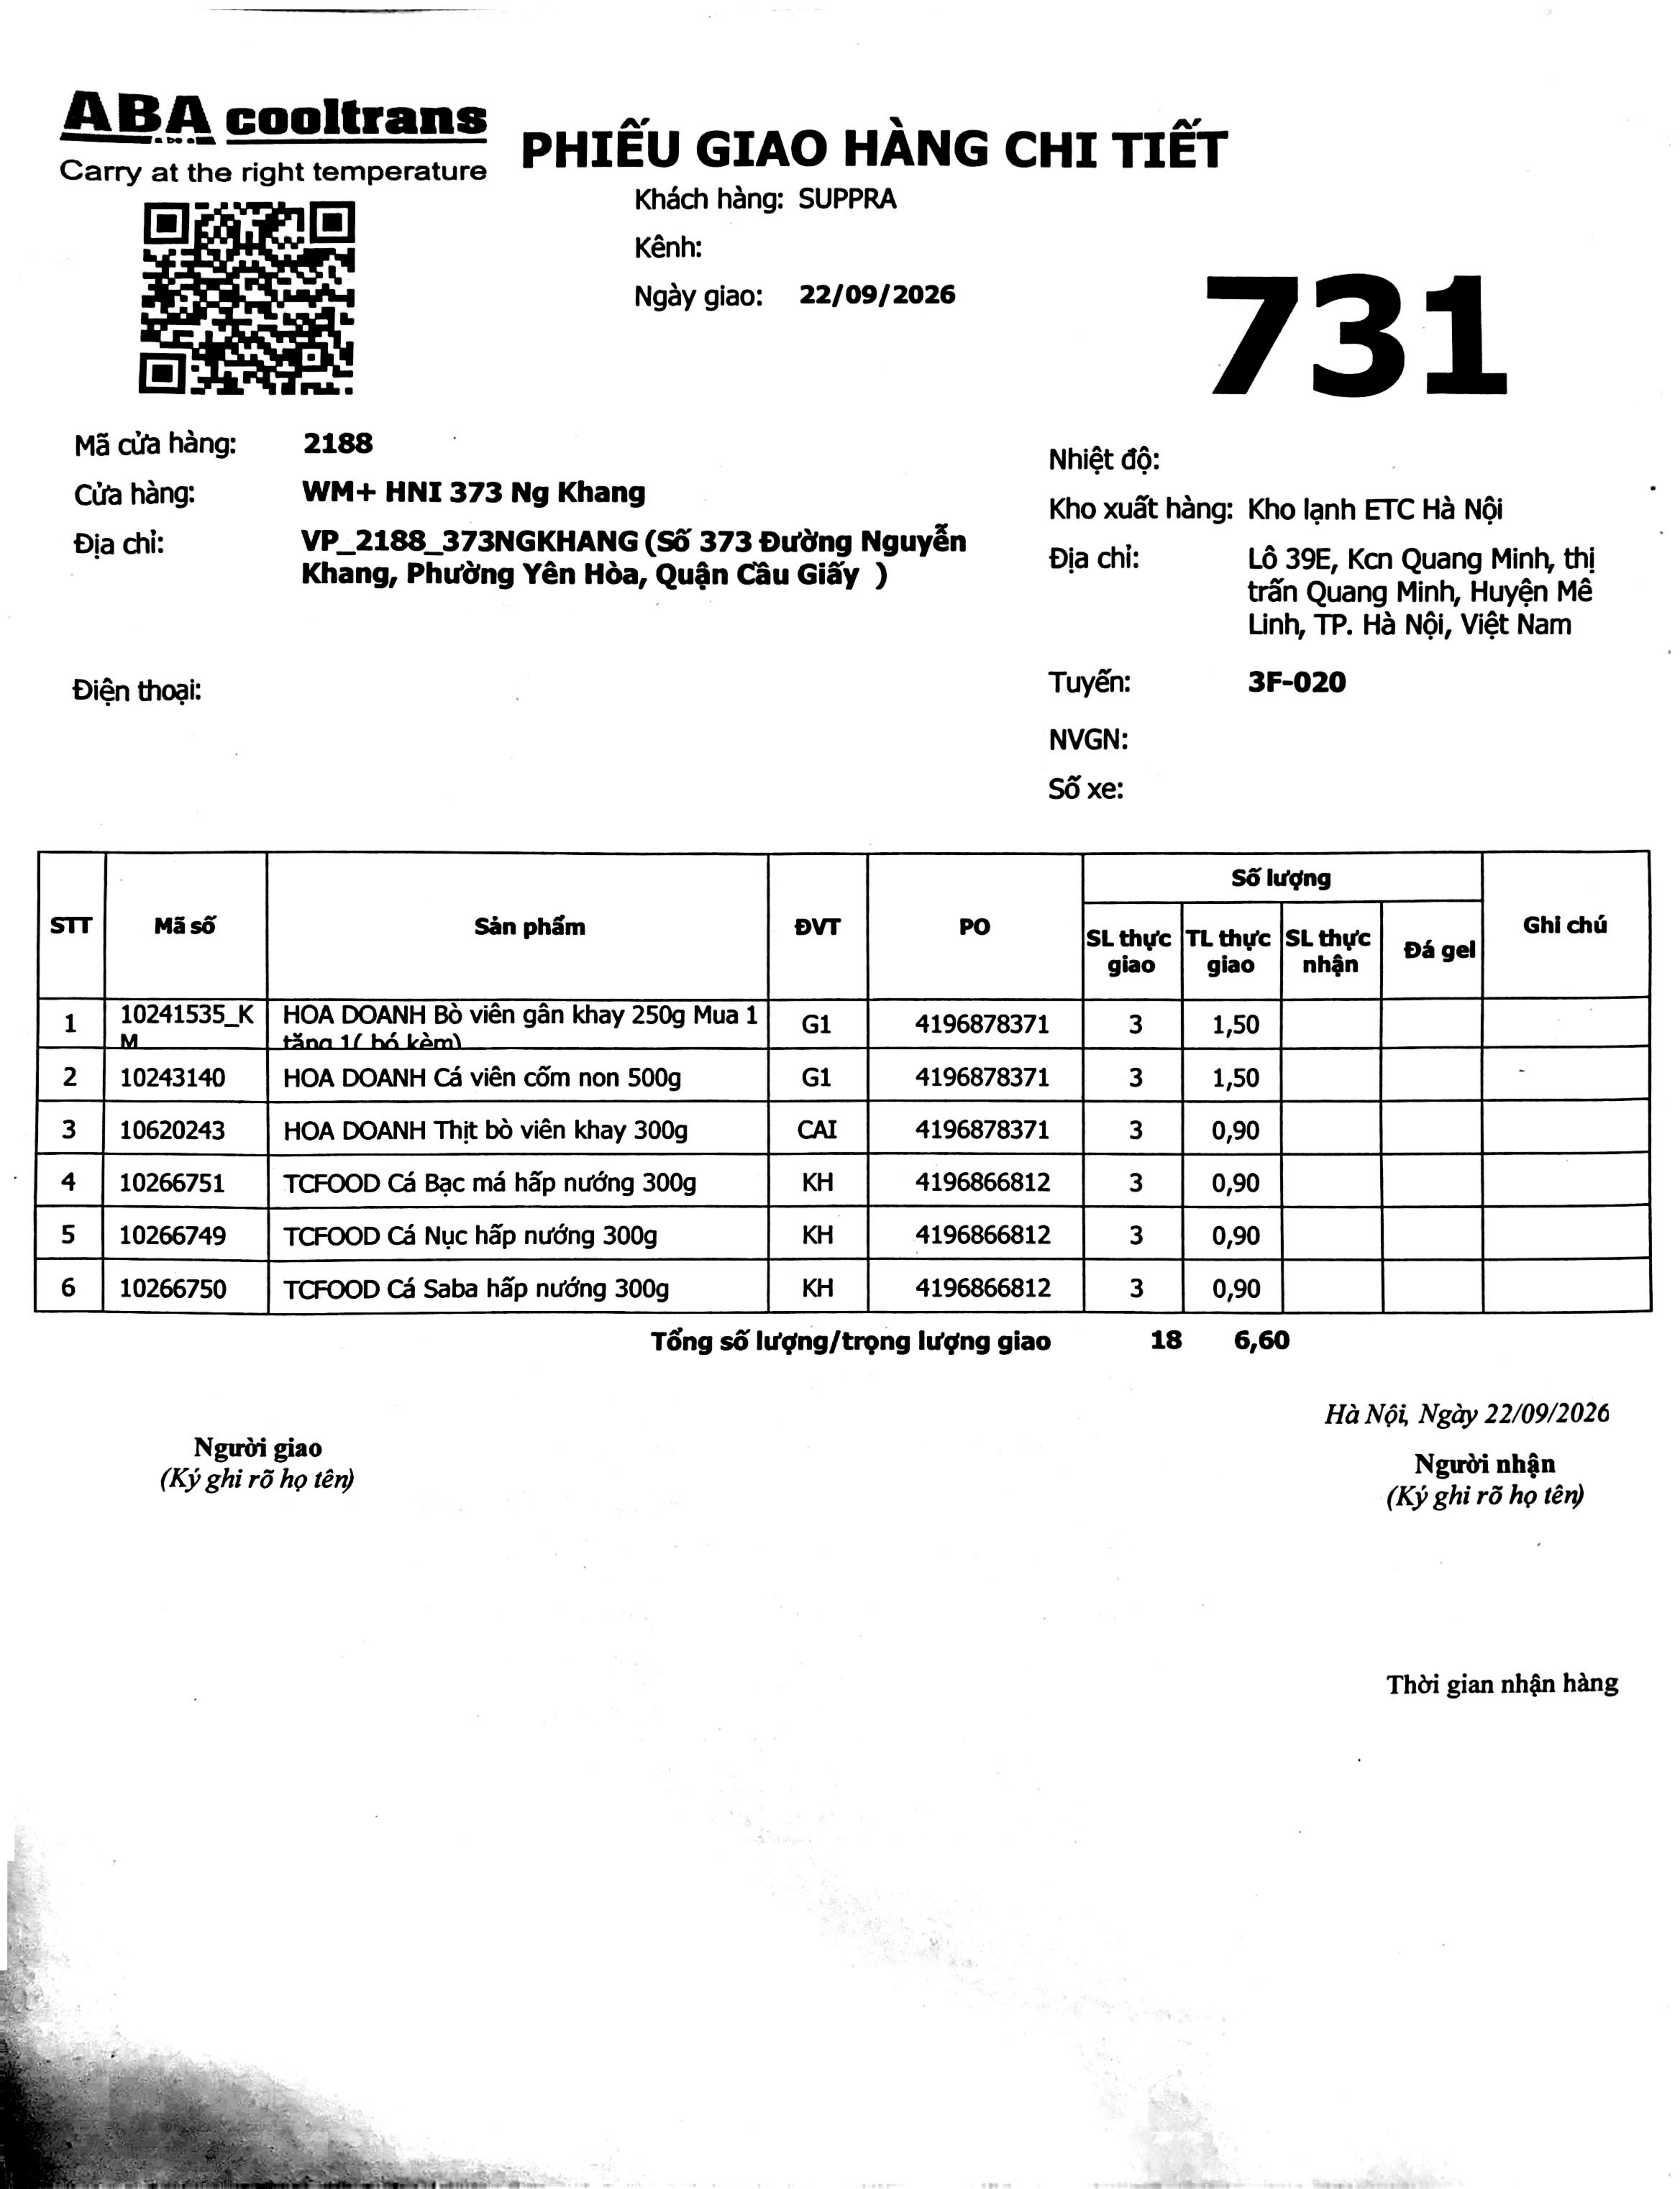 ABA cooltrans
Carry at the right temperature
PHIẾU GIAO HÀNG CHI TIẾT
Khách hàng: SUPPRA
Kênh:
Ngày giao: 22/09/2026
731
Mã cửa hàng: 2188
Cửa hàng: WM+ HNI 373 Ng Khang
Địa chỉ: VP_2188_373NGKHANG (Số 373 Đường Nguyễn
Khang, Phường Yên Hòa, Quận Cầu Giấy )
Điện thoại:
Nhiệt độ:
Kho xuất hàng: Kho lạnh ETC Hà Nội
Địa chỉ: Lô 39E, Kcn Quang Minh, thị
trấn Quang Minh, Huyện Mê
Linh, TP. Hà Nội, Việt Nam
Tuyến: 3F-020
NVGN:
Số xe:
STT Mã số Sản phẩm ĐVT PO Số lượng Ghi chú
SL thực giao TL thực giao SL thực nhận Đá gel
1 10241535_K HOA DOANH Bò viên gân khay 250g Mua 1 G1 4196878371 3 1,50
M tặng 1( bó kèm)
2 10243140 HOA DOANH Cá viên cốm non 500g G1 4196878371 3 1,50
3 10620243 HOA DOANH Thịt bò viên khay 300g CAI 4196878371 3 0,90
4 10266751 TCFOOD Cá Bạc má hấp nướng 300g KH 4196866812 3 0,90
5 10266749 TCFOOD Cá Nục hấp nướng 300g KH 4196866812 3 0,90
6 10266750 TCFOOD Cá Saba hấp nướng 300g KH 4196866812 3 0,90
Tổng số lượng/trọng lượng giao 18 6,60
Hà Nội, Ngày 22/09/2026
Người giao
(Ký ghi rõ họ tên)
Người nhận
(Ký ghi rõ họ tên)
Thời gian nhận hàng